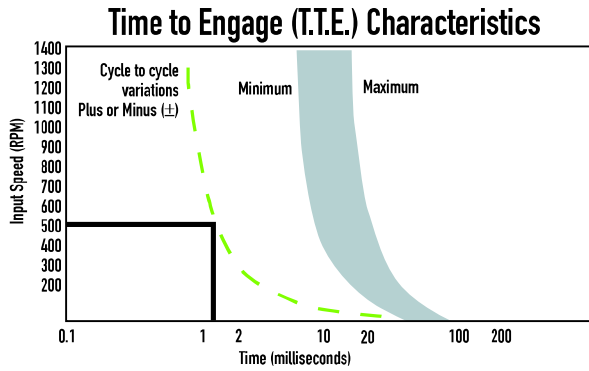 Time to Engage (T.T.E.) Characteristics
Input Speed (RPM)
1400
1300
1200
1100
1000
900
800
700
600
500
400
300
200
Cycle to cycle
variations
Plus or Minus (±)
Minimum
Maximum
0.1
1
2
10
20
100
200
Time (milliseconds)